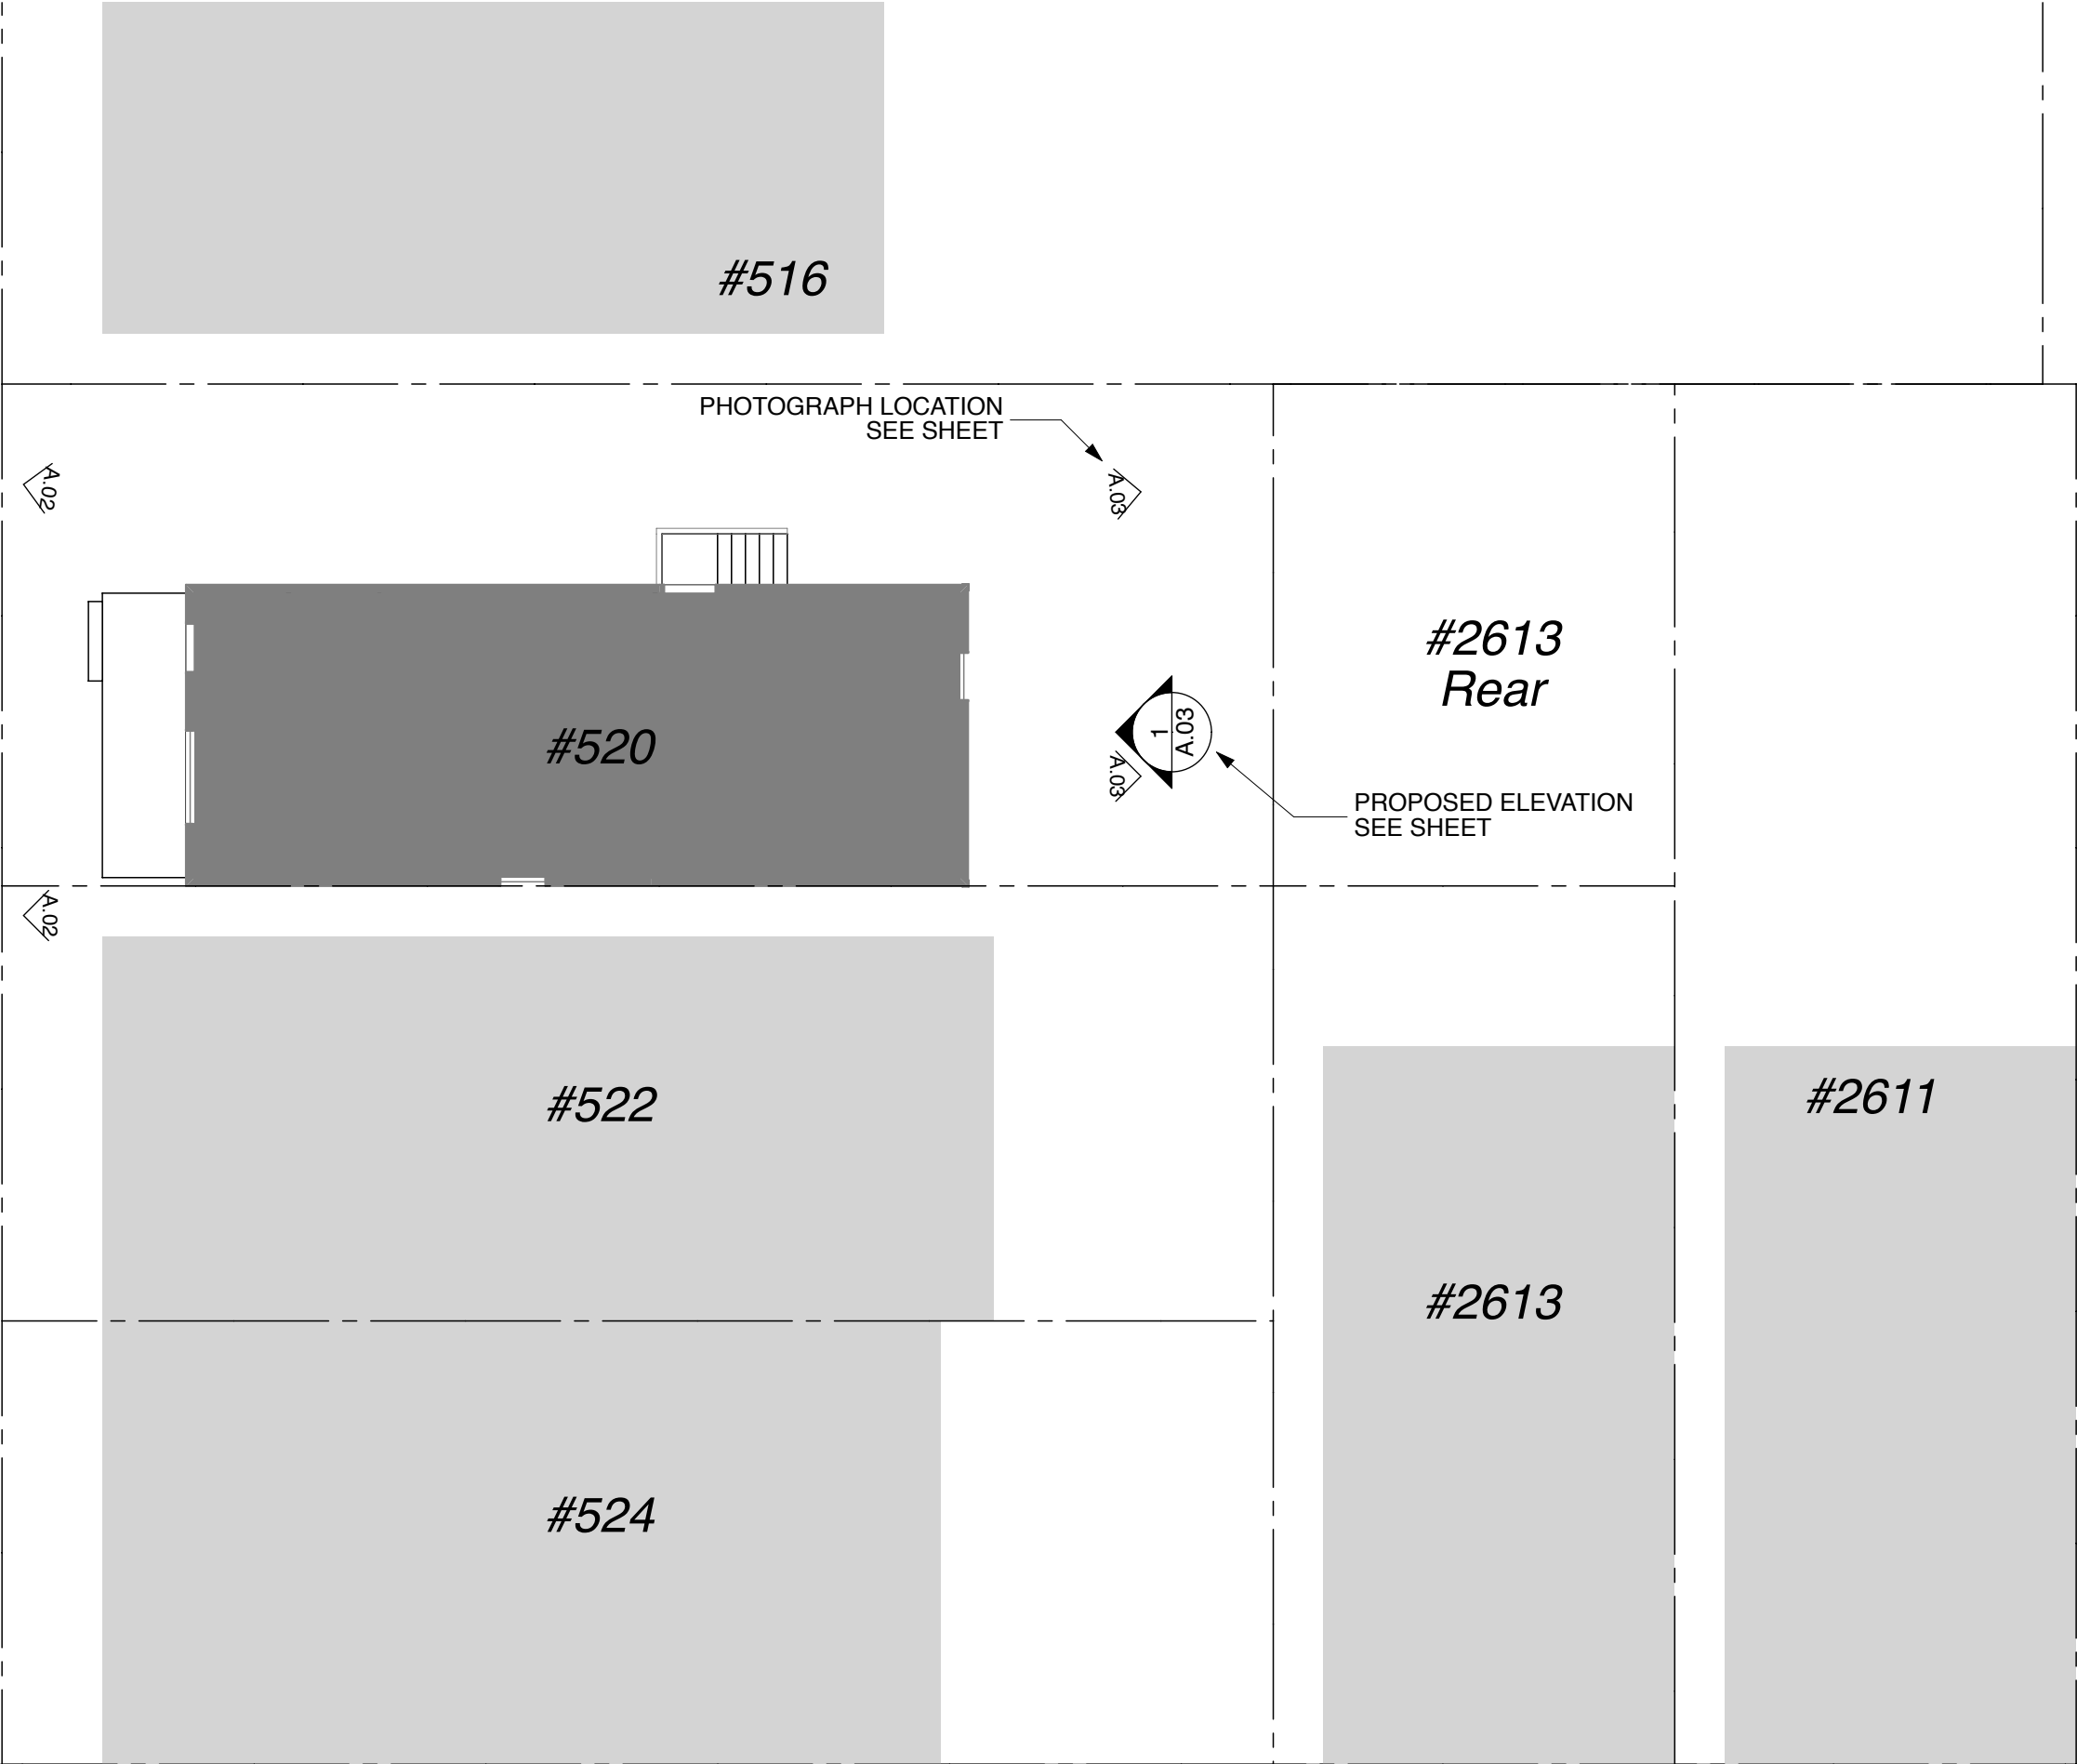 #516
PHOTOGRAPH LOCATION
SEE SHEET
A.02
A.03
#2613
Rear
#520
1
A.03
A.03
PROPOSED ELEVATION
SEE SHEET
A.02
#522
#2611
#2613
#524